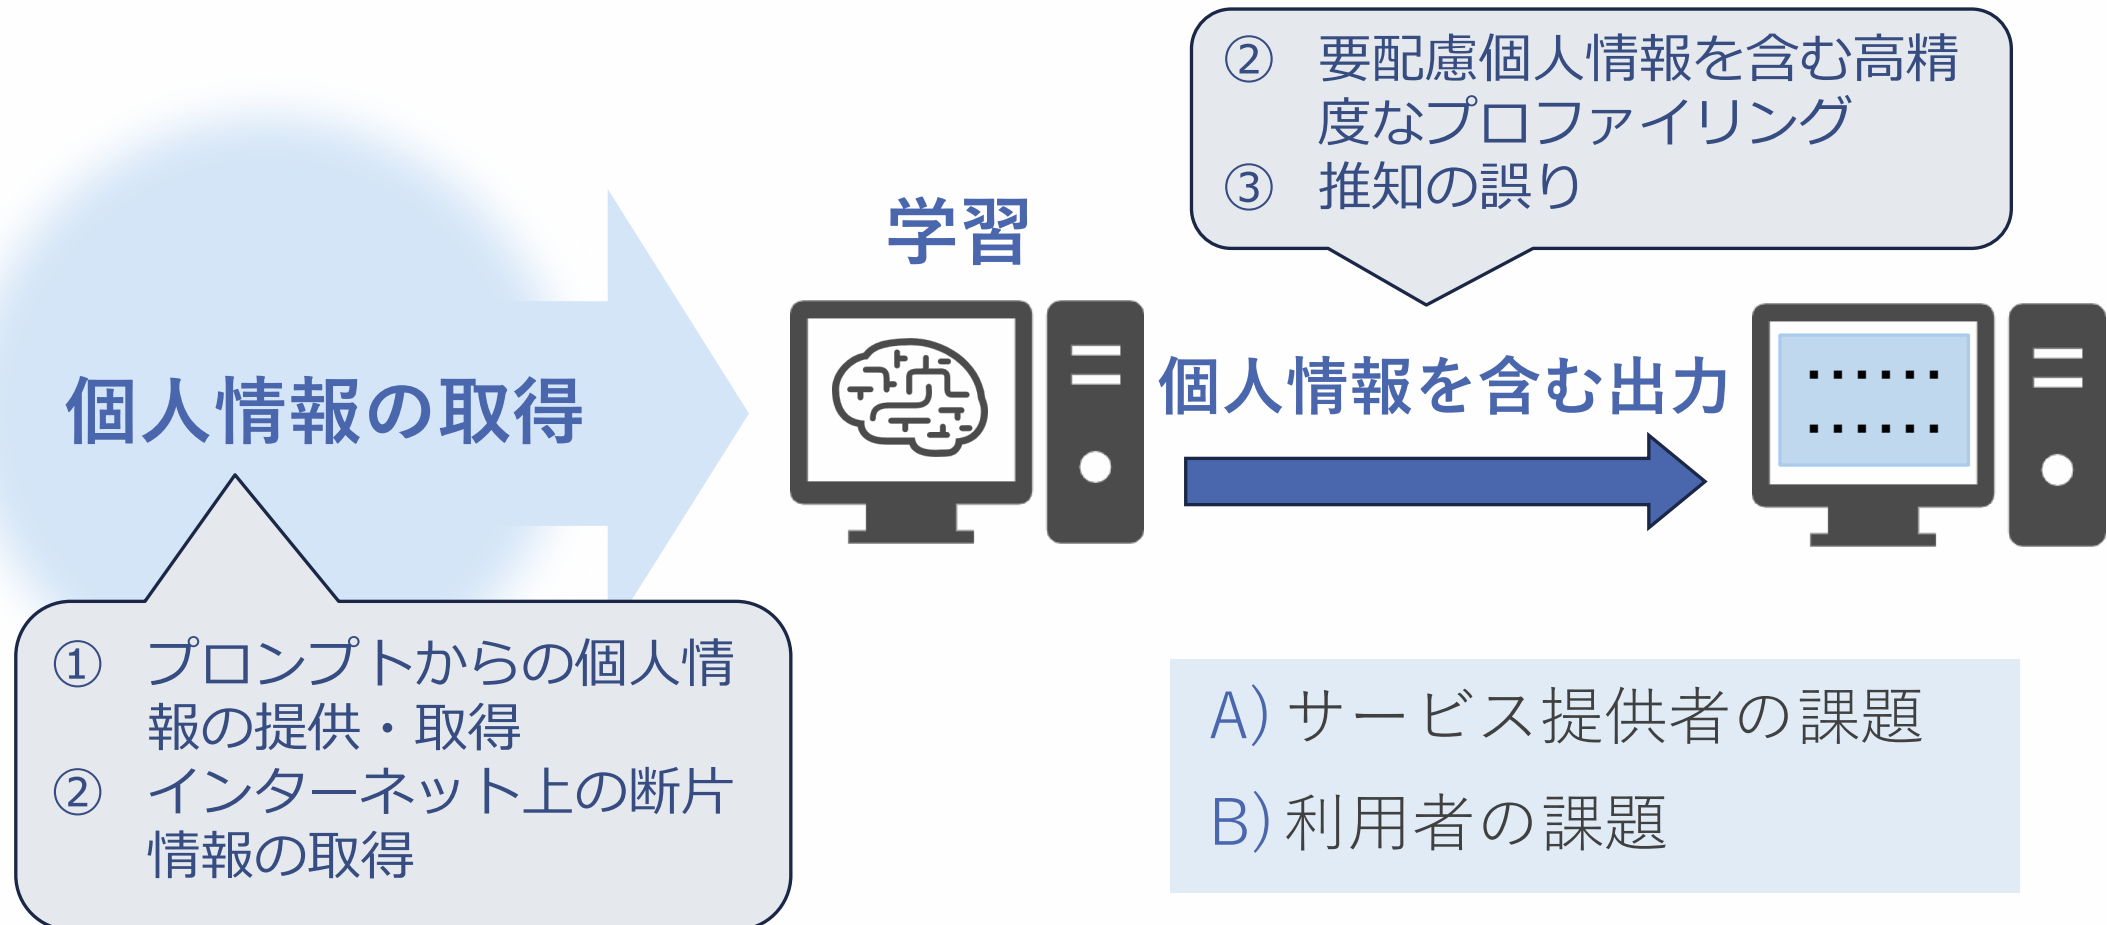 個人情報の取得
① プロンプトからの個人情
報の提供・取得
② インターネット上の断片
情報の取得
学習
② 要配慮個人情報を含む高精
度なプロファイリング
③ 推知の誤り
個人情報を含む出力
A) サービス提供者の課題
B) 利用者の課題